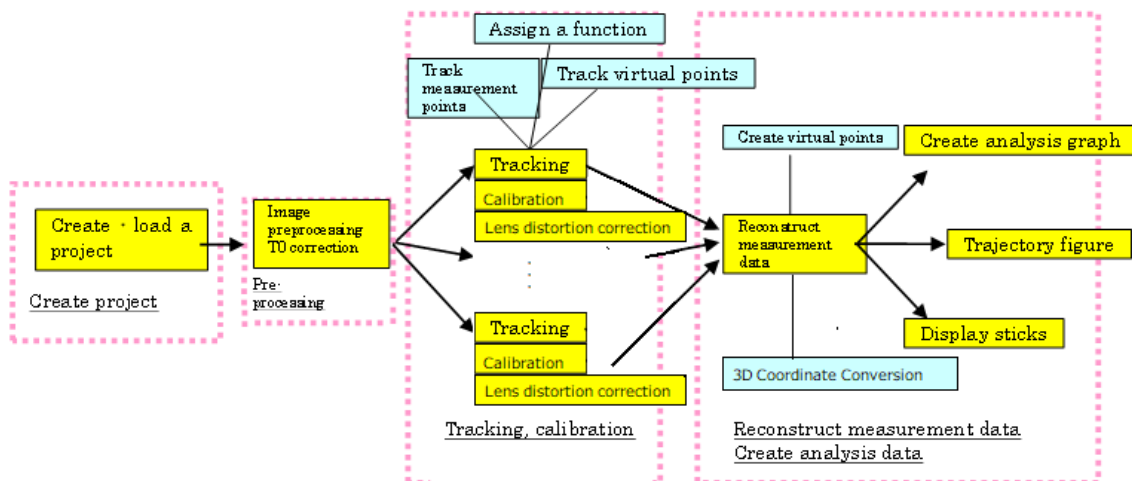 Assign a function
Track
measurement
points
Track virtual points
Create virtual points
Create analysis graph
Tracking
Calibration
Lens distortion correction
Create・load a
project
Image
preprocessing
T0 correction
Reconstruct
measurement
data
Trajectory figure
Pre-
processing
Create project
Tracking
Calibration
Lens distortion correction
Display sticks
3D Coordinate Conversion
Tracking, calibration
Reconstruct measurement data
Create analysis data